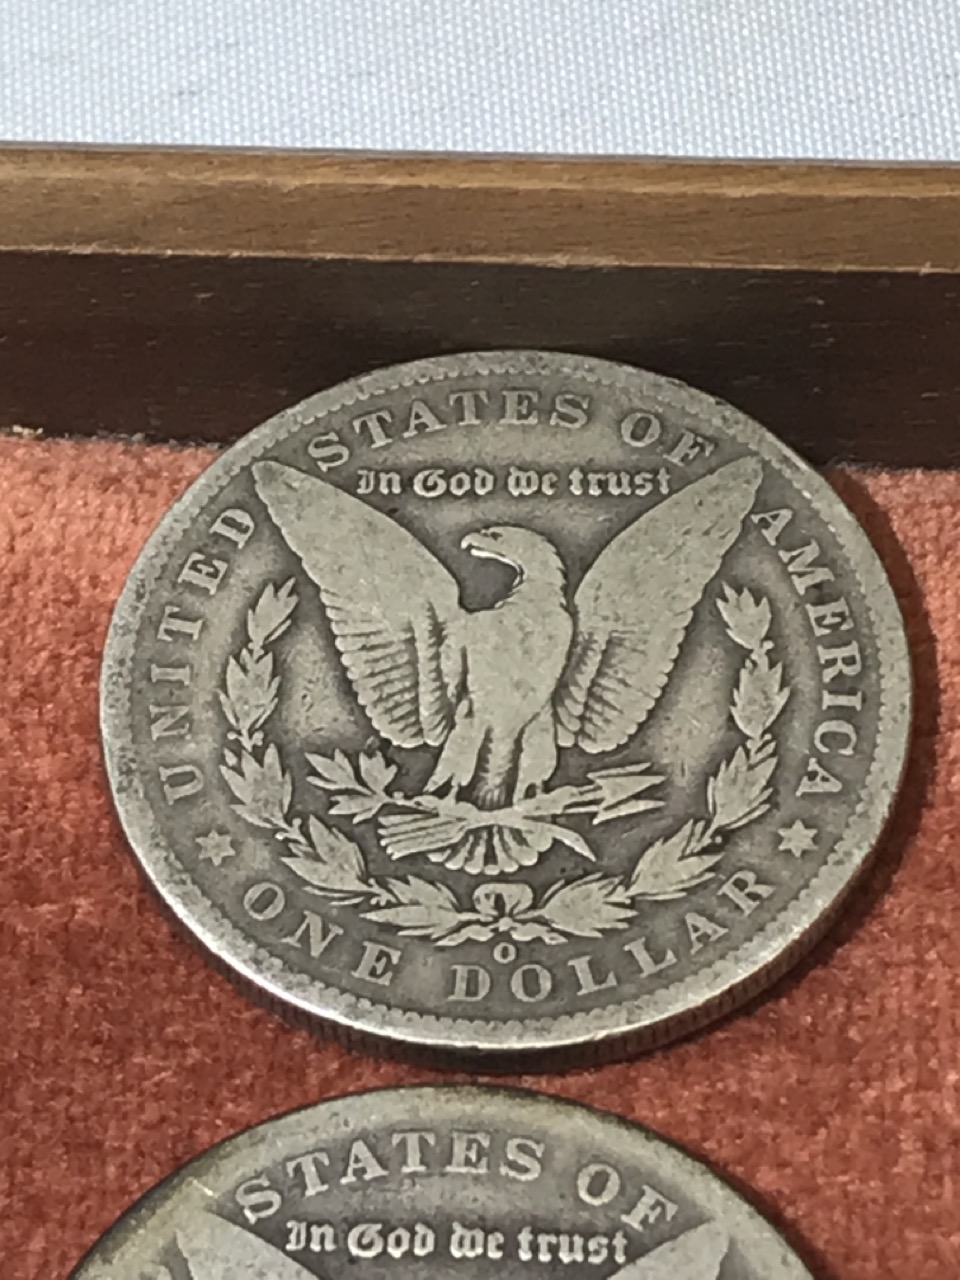 UNITED STATES OF AMERICA
In God we trust
O
ONE DOLLAR
STATES OF
In God we trust